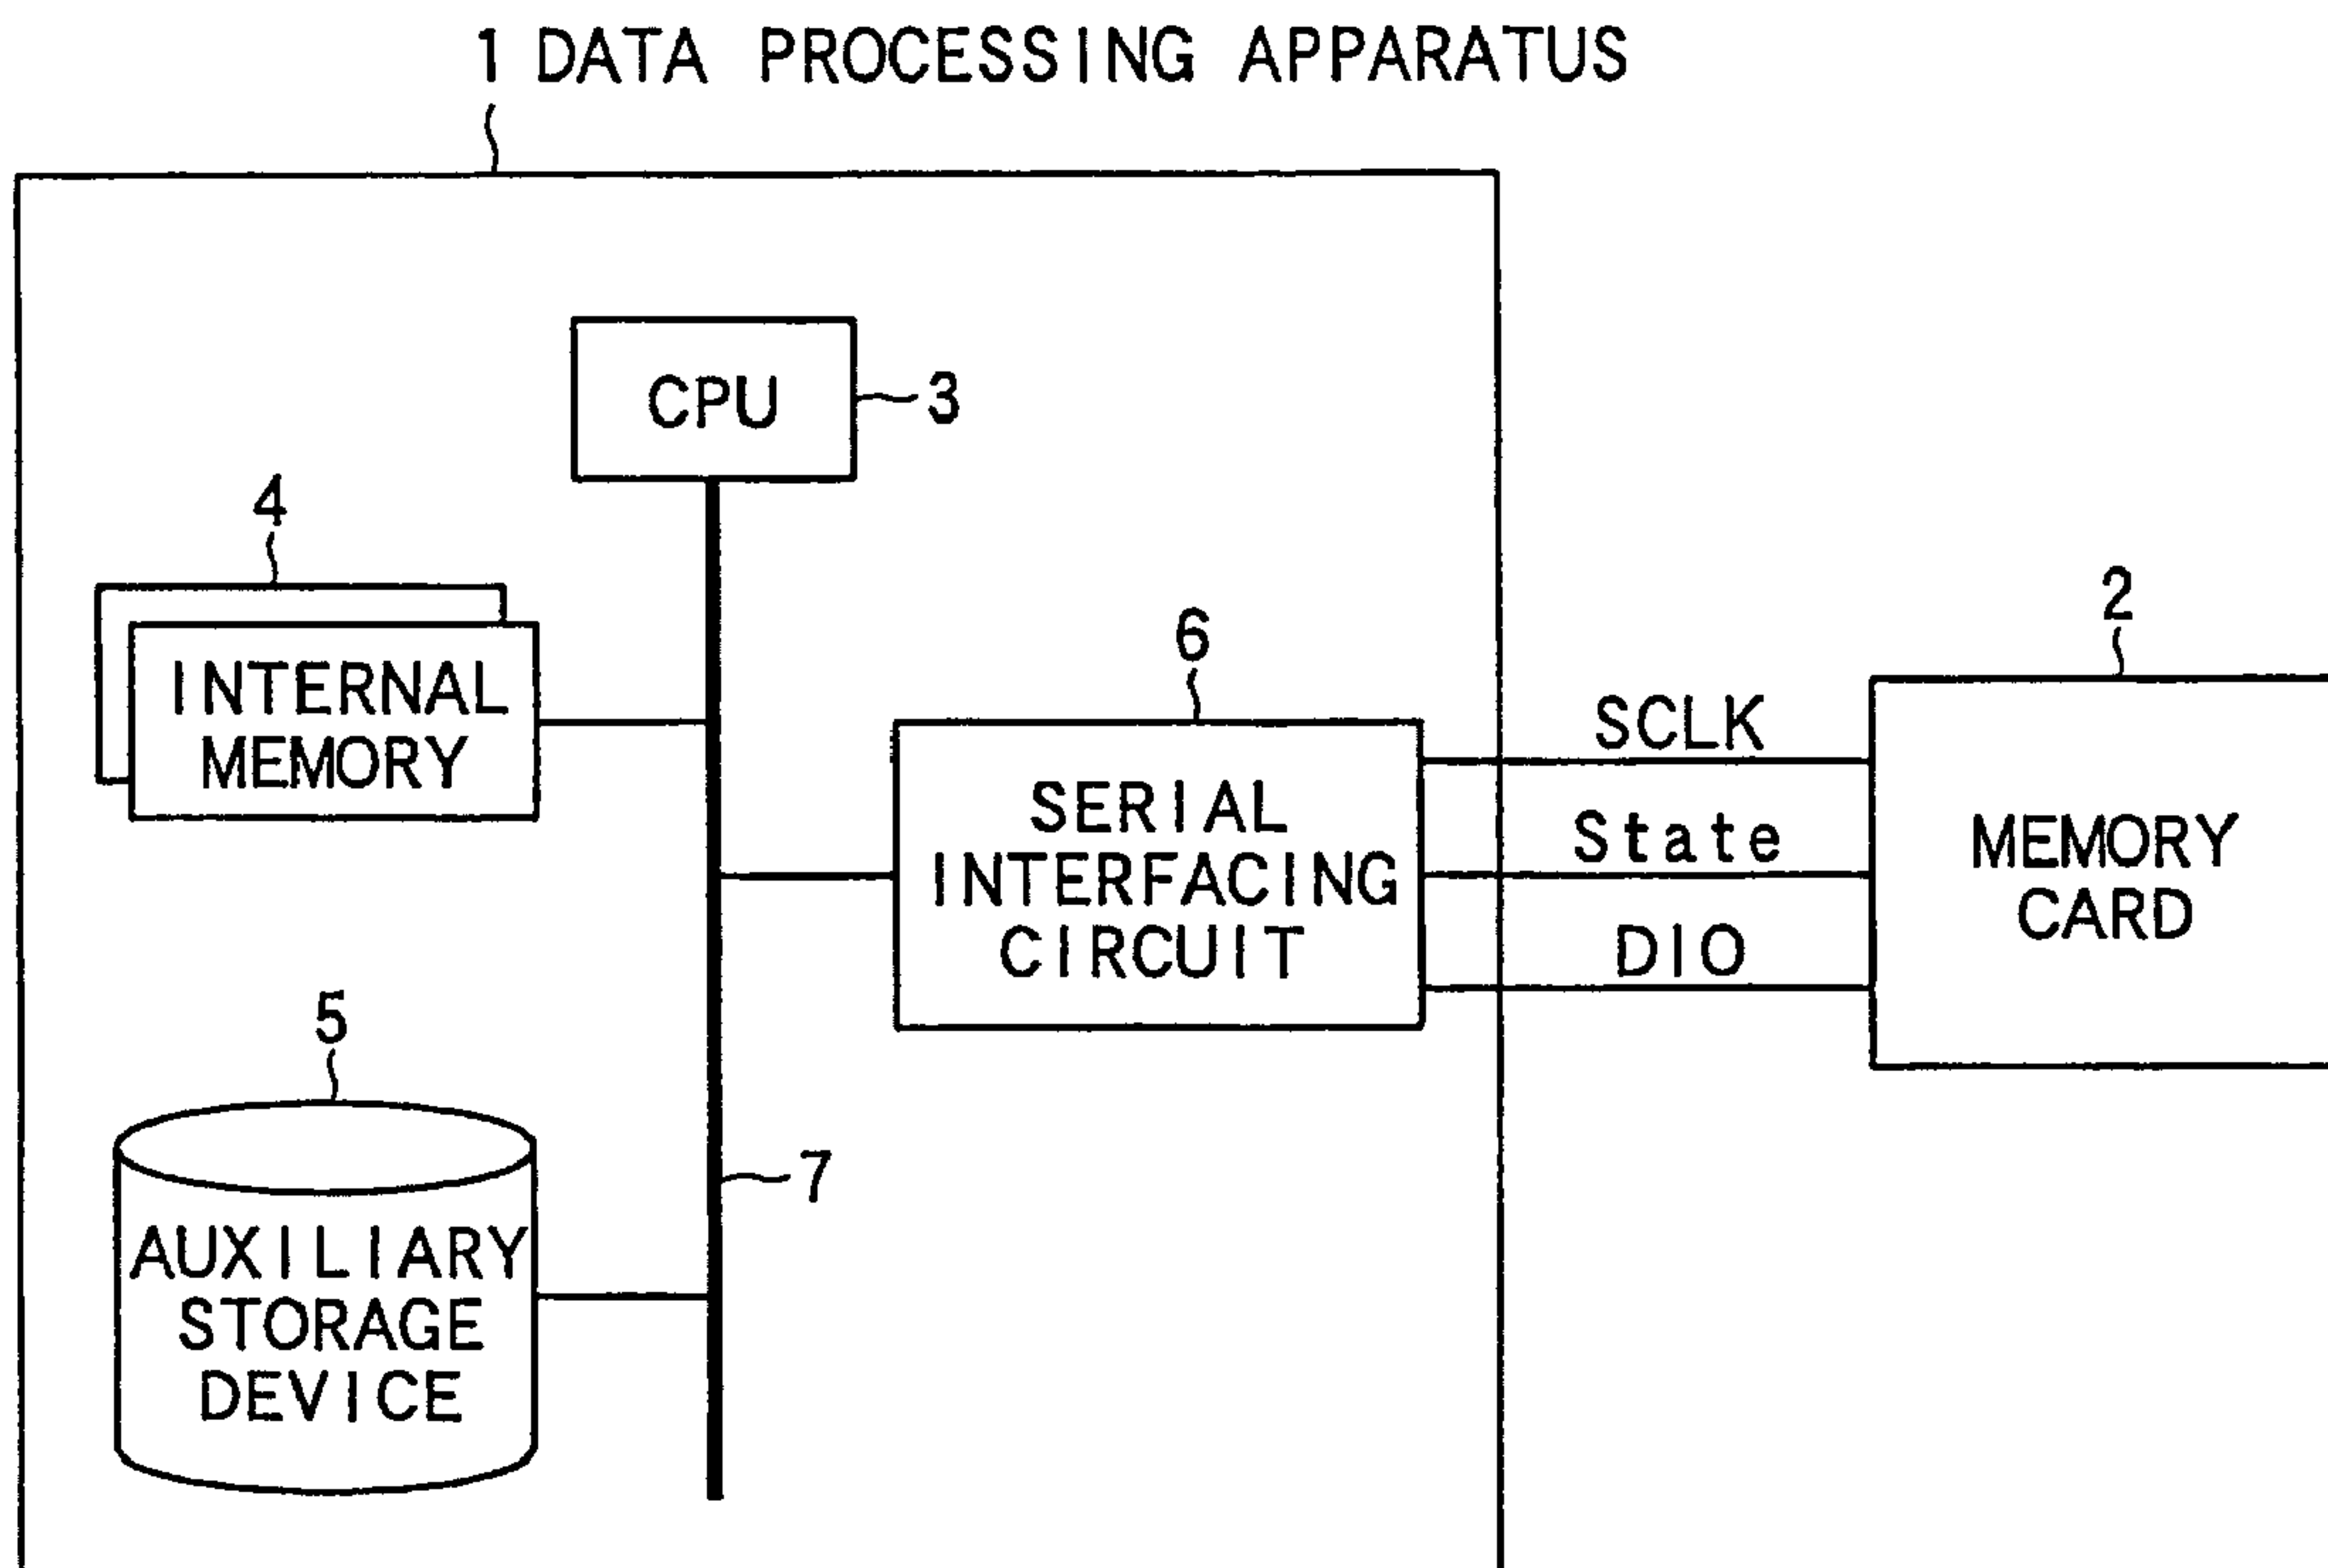 1 DATA PROCESSING APPARATUS
CPU
3
4
INTERNAL
MEMORY
6
SERIAL
INTERFACING
CIRCUIT
SCLK
State
DIO
2
MEMORY
CARD
5
AUXILIARY
STORAGE
DEVICE
7